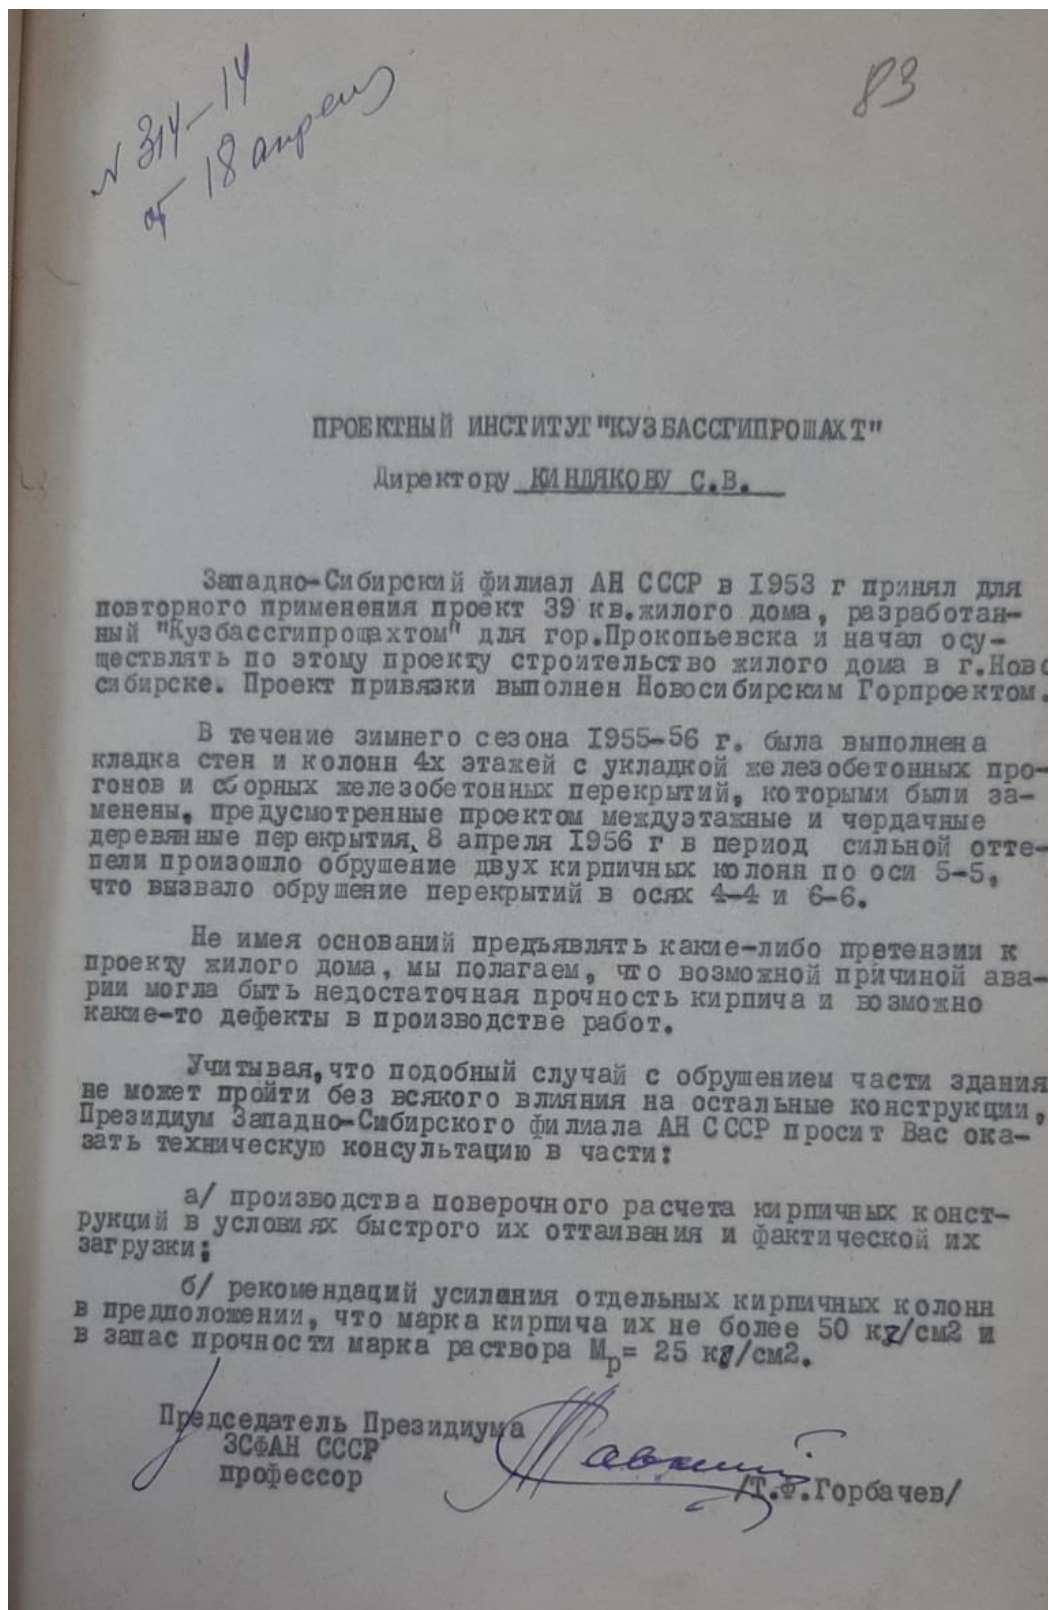 N 314-14
от 18 апреля
83
ПРОЕКТНЫЙ ИНСТИТУТ "КУЗБАССГИПРОШАХТ"
Директору КИНДЯКОВУ С.В.
Западно-Сибирский филиал АН СССР в 1953 г принял для
повторного применения проект 39 кв.жилого дома, разработан-
ный "Кузбассгипрошахтом" для гор.Прокопьевска и начал осу-
ществлять по этому проекту строительство жилого дома в г.Ново
сибирске. Проект привязки выполнен Новосибирским Горпроектом.
В течение зимнего сезона 1955-56 г. была выполнена
кладка стен и колонн 4х этажей с укладкой железобетонных про-
гонов и сборных железобетонных перекрытий, которыми были за-
менены, предусмотренные проектом междуэтажные и чердачные
деревянные перекрытия. 8 апреля 1956 г в период сильной отте-
пели произошло обрушение двух кирпичных колонн по оси 5-5,
что вызвало обрушение перекрытий в осях 4-4 и 6-6.
Не имея оснований предъявлять какие-либо претензии к
проекту жилого дома, мы полагаем, что возможной причиной ава-
рии могла быть недостаточная прочность кирпича и возможно
какие-то дефекты в производстве работ.
Учитывая,что подобный случай с обрушением части здания
не может пройти без всякого влияния на остальные конструкции,
Президиум Западно-Сибирского филиала АН СССР просит Вас ока-
зать техническую консультацию в части:
а/ производства поверочного расчета кирпичных конст-
рукций в условиях быстрого их оттаивания и фактической их
загрузки;
б/ рекомендаций усиления отдельных кирпичных колонн
в предположении, что марка кирпича их не более 50 кг/см2 и
в запас прочности марка раствора Мр= 25 кг/см2.
Председатель Президиума
ЗСФАН СССР
профессор
/Т.Ф.Горбачев/